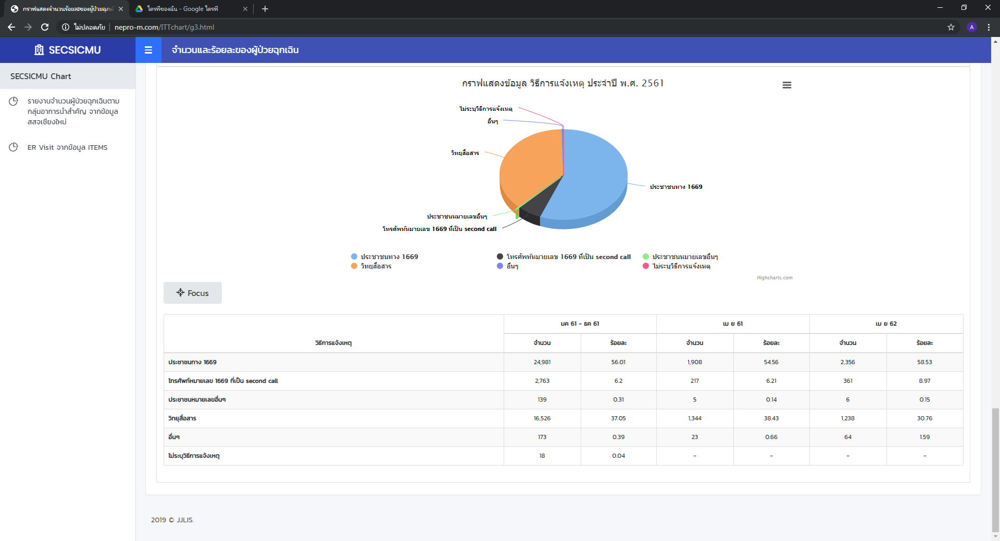 กราฟแสดงจำนวนร้อยละของผู้ป่วยฉุกเฉิ
ไดรฟ์ของฉัน - Google ไดรฟ์
ไม่ปลอดภัย
nepro-m.com/ITTchart/g3.html
A
SECSICMU
จำนวนและร้อยละของผู้ป่วยฉุกเฉิน
SECSICMU Chart
รายงานจำนวนผู้ป่วยฉุกเฉินตาม
กลุ่มอาการนำสำคัญ จากข้อมูล
สสจเชียงใหม่
ER Visit จากข้อมูล ITEMS
กราฟแสดงข้อมูล วิธีการแจ้งเหตุ ประจำปี พ.ศ. 2561
ไม่ระบุวิธีการแจ้งเหตุ
อื่นๆ
วิทยุสื่อสาร
ประชาชนทาง 1669
ประชาชนหมายเลขอื่นๆ
โทรศัพท์หมายเลข 1669 ที่เป็น second call
ประชาชนทาง 1669 โทรศัพท์หมายเลข 1669 ที่เป็น second call ประชาชนหมายเลขอื่นๆ
วิทยุสื่อสาร อื่นๆ ไม่ระบุวิธีการแจ้งเหตุ
Highcharts.com
Focus
มค 61 - ธค 61 เม ย 61 เม ย 62
วิธีการแจ้งเหตุ จำนวน ร้อยละ จำนวน ร้อยละ จำนวน ร้อยละ
ประชาชนทาง 1669 24,981 56.01 1,908 54.56 2,356 58.53
โทรศัพท์หมายเลข 1669 ที่เป็น second call 2,763 6.2 217 6.21 361 8.97
ประชาชนหมายเลขอื่นๆ 139 0.31 5 0.14 6 0.15
วิทยุสื่อสาร 16,526 37.05 1,344 38.43 1,238 30.76
อื่นๆ 173 0.39 23 0.66 64 1.59
ไม่ระบุวิธีการแจ้งเหตุ 18 0.04 - - - -
2019 © JJLIS.